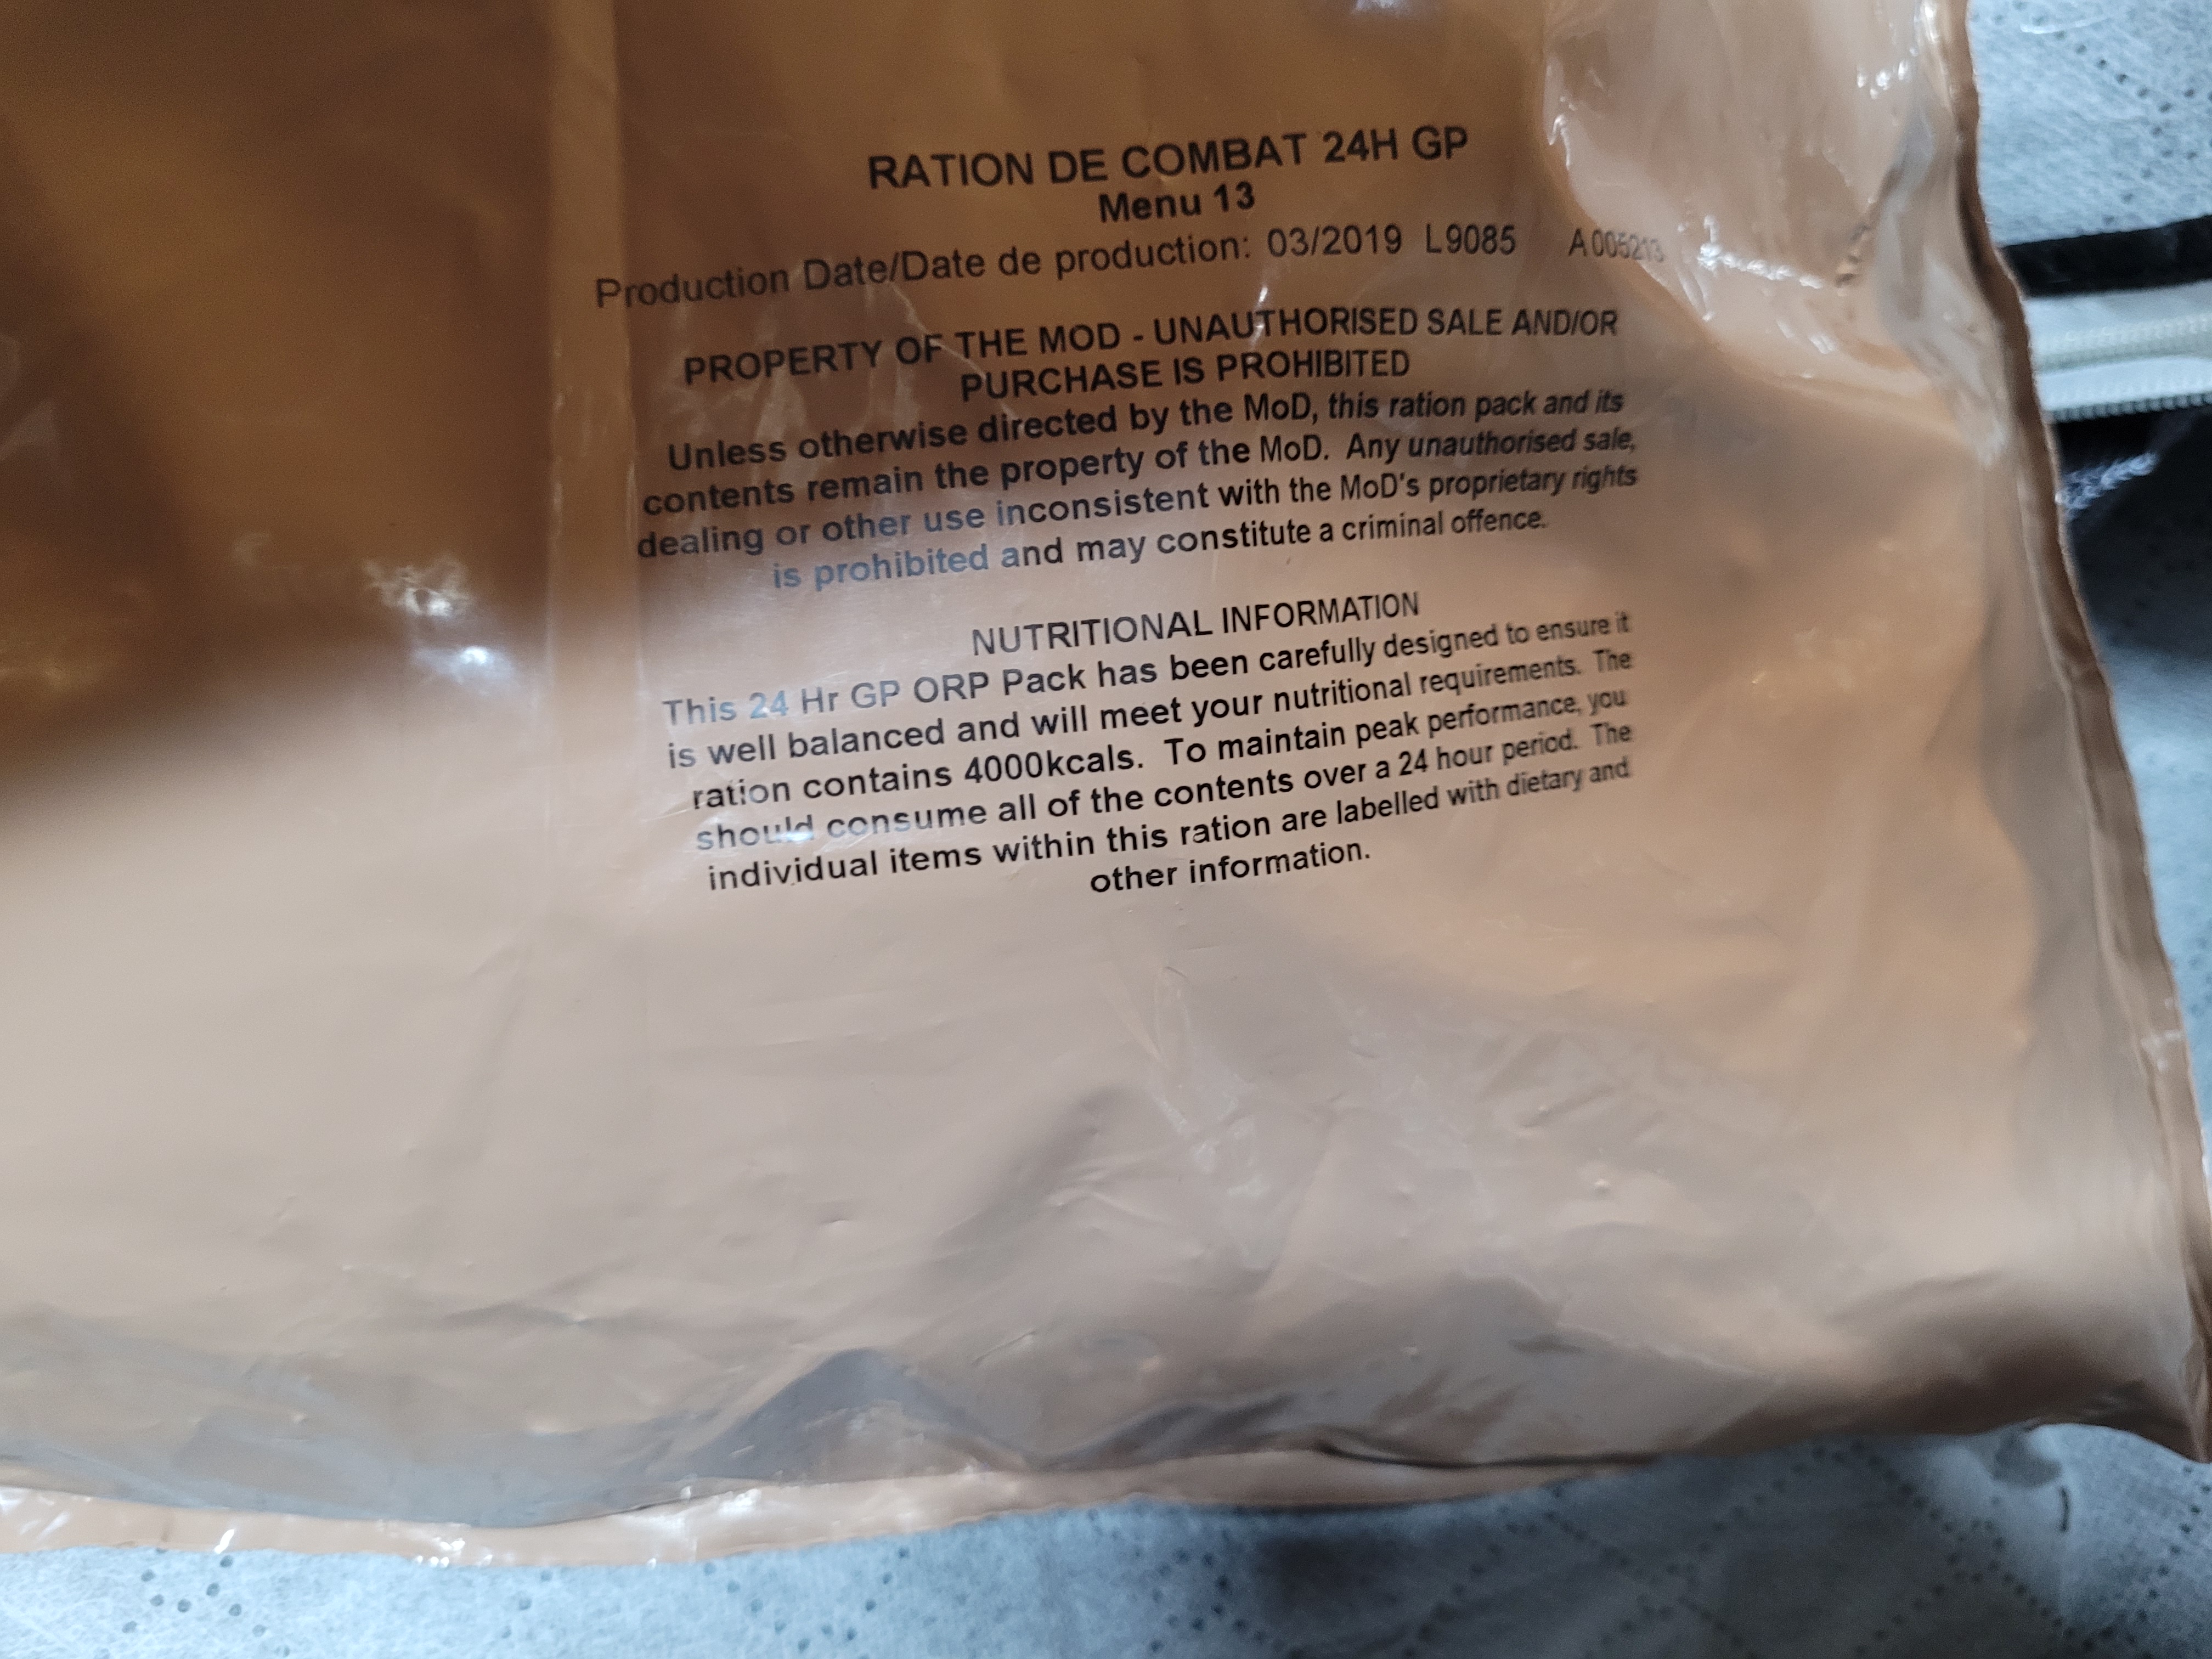 RATION DE COMBAT 24H GP
Menu 13
Production Date/Date de production: 03/2019 L9085 A005213
PROPERTY OF THE MOD - UNAUTHORISED SALE AND/OR
PURCHASE IS PROHIBITED
Unless otherwise directed by the MoD, this ration pack and its
contents remain the property of the MoD. Any unauthorised sale,
dealing or other use inconsistent with the MoD's proprietary rights
is prohibited and may constitute a criminal offence.
NUTRITIONAL INFORMATION
This 24 Hr GP ORP Pack has been carefully designed to ensure it
is well balanced and will meet your nutritional requirements. The
ration contains 4000kcals. To maintain peak performance, you
should consume all of the contents over a 24 hour period. The
individual items within this ration are labelled with dietary and
other information.